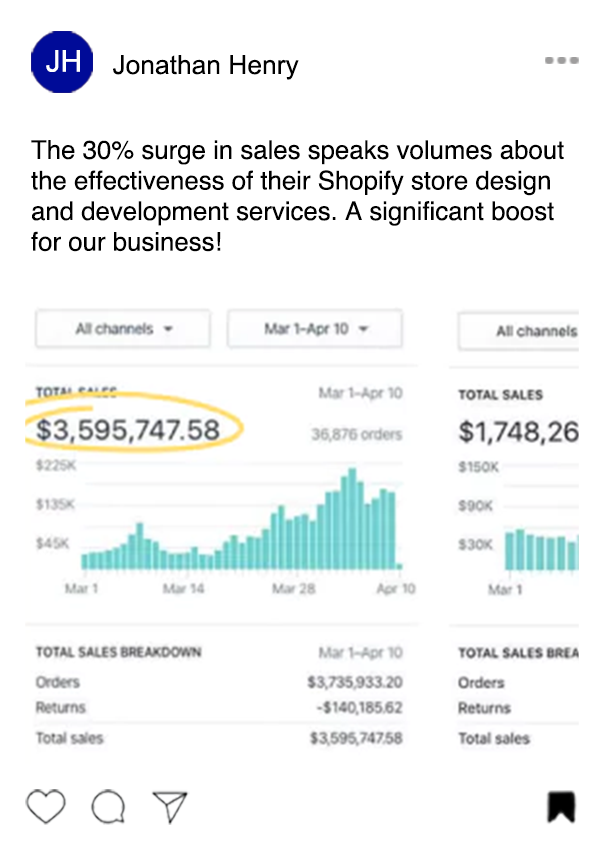 JH
Jonathan Henry
The 30% surge in sales speaks volumes about
the effectiveness of their Shopify store design
and development services. A significant boost
for our business!
All channels
Mar 1–Apr 10
All channels
TOTAL SALES
Mar 1–Apr 10
TOTAL SALES
$3,595,747.58
36,876 orders
$1,748,26
$225K
$135K
$45K
$150K
$90K
$30K
Mar 1
Mar 14
Mar 28
Apr 10
Mar 1
TOTAL SALES BREAKDOWN
Mar 1–Apr 10
TOTAL SALES BREA
Orders
$3,735,933.20
Orders
Returns
-$140,185.62
Returns
Total sales
$3,595,747.58
Total sales